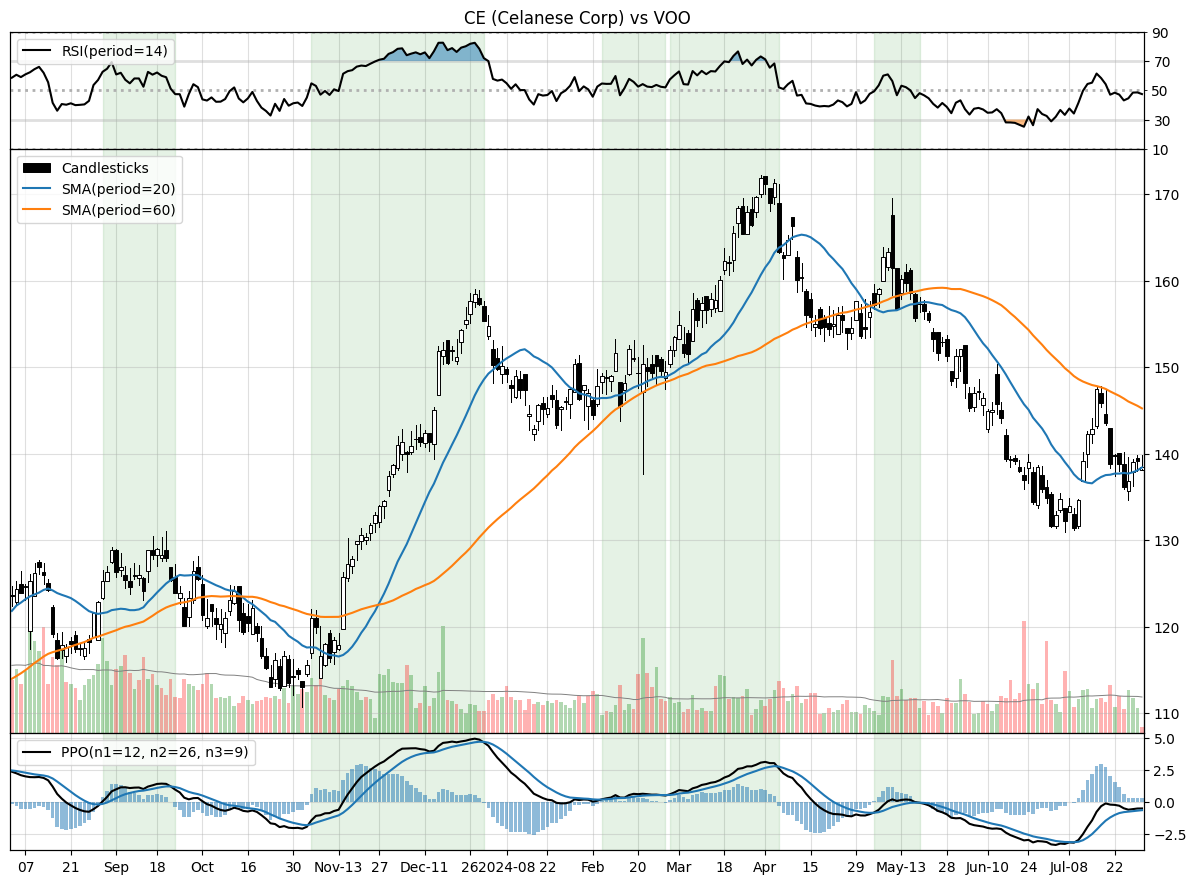 CE (Celanese Corp) vs VOO
RSI(period=14)
90
70
50
30
10
Candlesticks
SMA(period=20)
SMA(period=60)
170
160
150
140
130
120
110
PPO(n1=12, n2=26, n3=9)
5.0
2.5
0.0
−2.5
07 21 Sep 18 Oct 16 30 Nov-13 27 Dec-11 26 2024-08 22 Feb 20 Mar 18 Apr 15 29 May-13 28 Jun-10 24 Jul-08 22